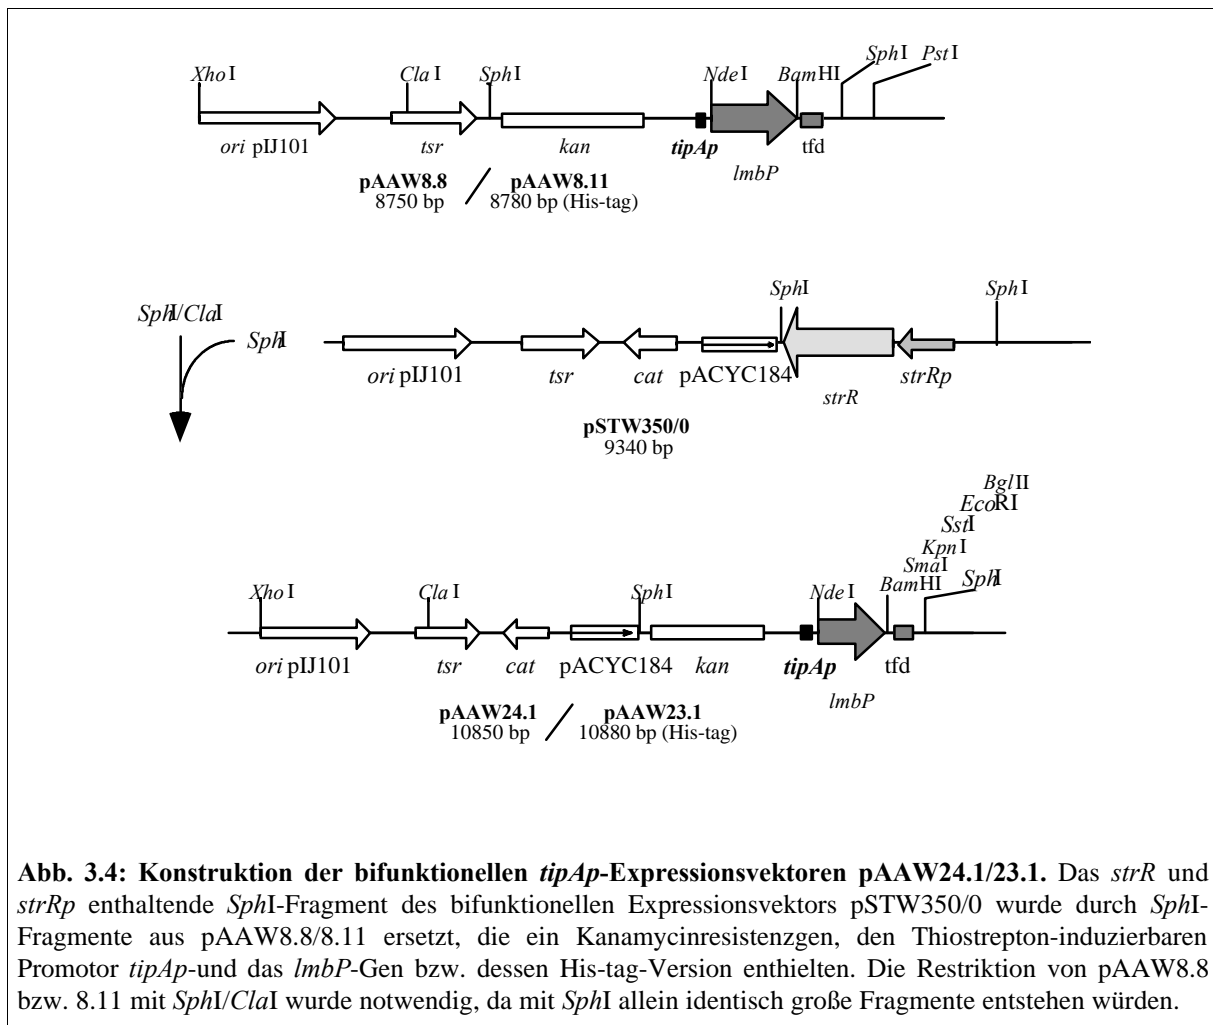 XhoI ClaI SphI NdeI BamHI SphI PstI
ori pIJ101 tsr kan tipAp lmbP tfd
pAAW8.8 / pAAW8.11
8750 bp 8780 bp (His-tag)
SphI/ClaI SphI
SphI SphI
ori pIJ101 tsr cat pACYC184 strR strRp
pSTW350/0
9340 bp
BglII
EcoRI
SstI
KpnI
SmaI
XhoI ClaI SphI NdeI BamHI SphI
ori pIJ101 tsr cat pACYC184 kan tipAp lmbP tfd
pAAW24.1 / pAAW23.1
10850 bp 10880 bp (His-tag)
Abb. 3.4: Konstruktion der bifunktionellen tipAp-Expressionsvektoren pAAW24.1/23.1. Das strR und
strRp enthaltende SphI-Fragment des bifunktionellen Expressionsvektors pSTW350/0 wurde durch SphI-
Fragmente aus pAAW8.8/8.11 ersetzt, die ein Kanamycinresistenzgen, den Thiostrepton-induzierbaren
Promotor tipAp-und das lmbP-Gen bzw. dessen His-tag-Version enthielten. Die Restriktion von pAAW8.8
bzw. 8.11 mit SphI/ClaI wurde notwendig, da mit SphI allein identisch große Fragmente entstehen würden.